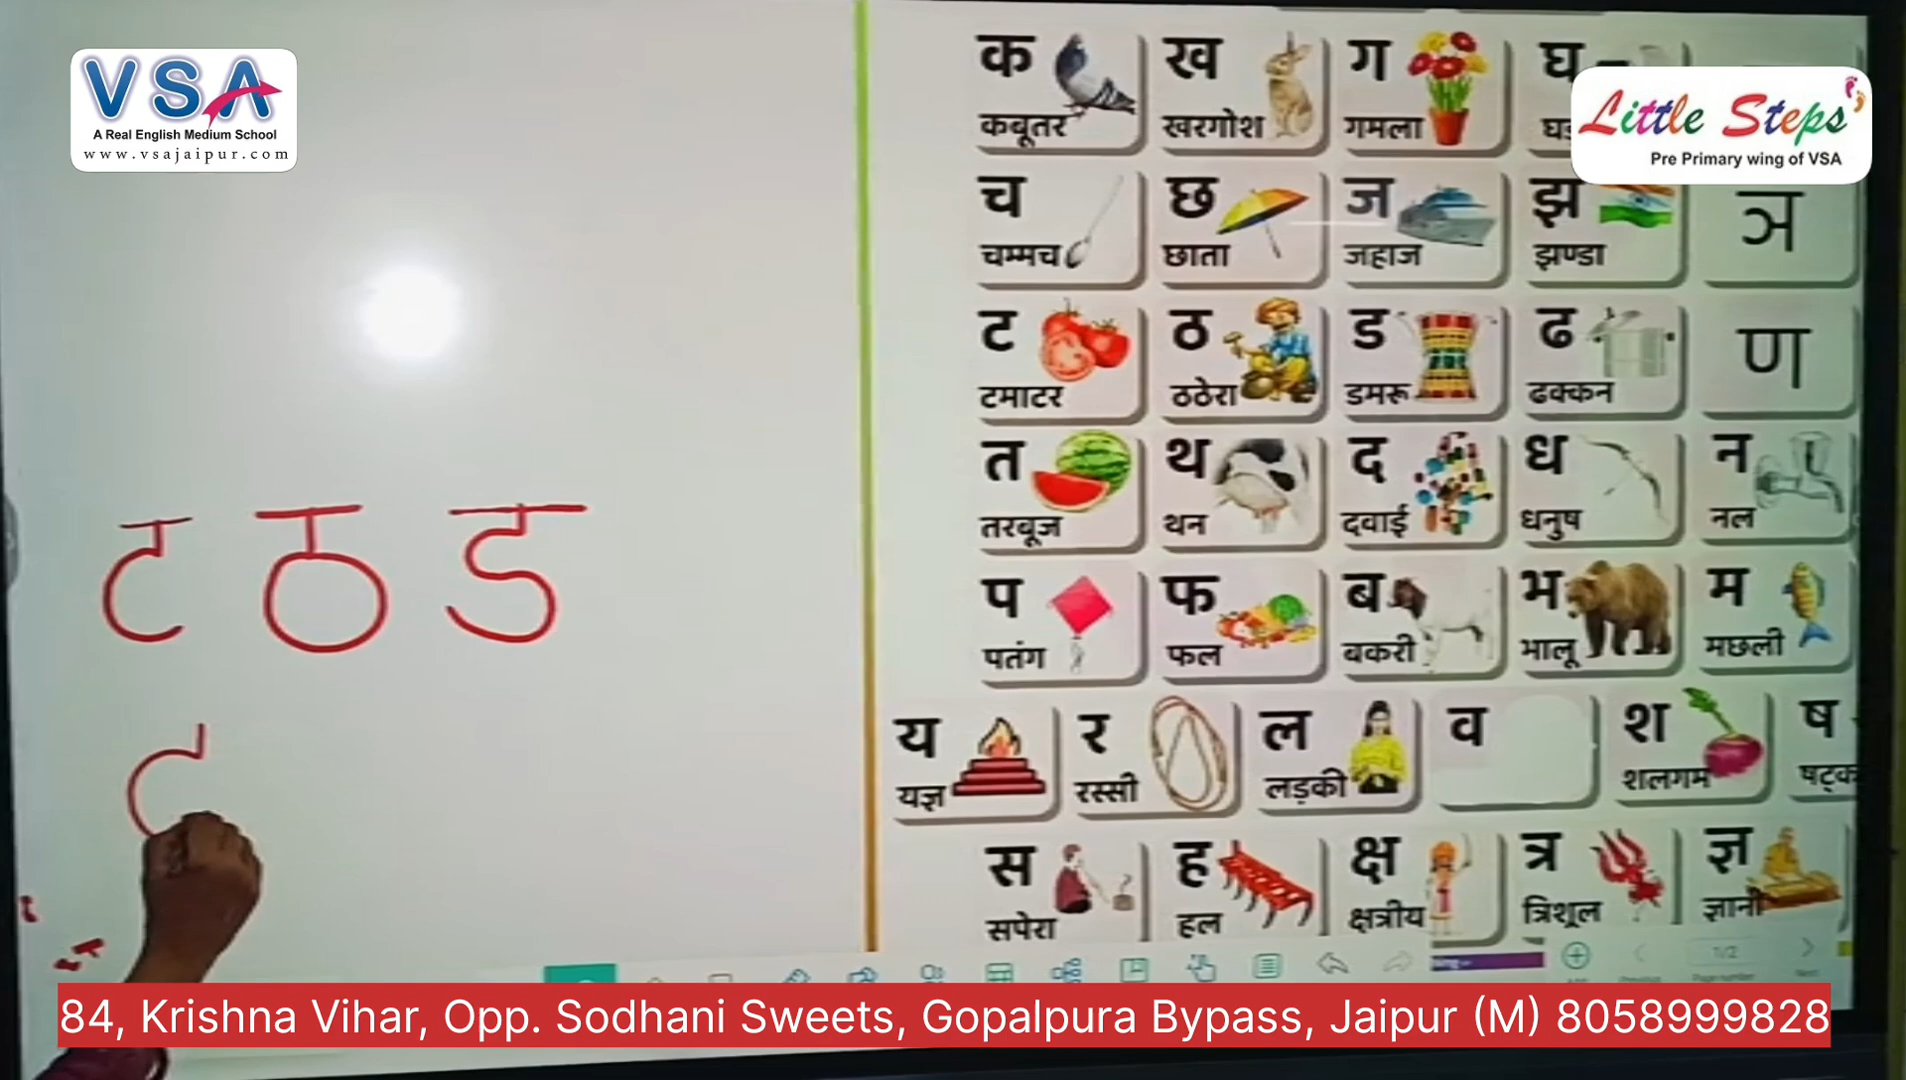 VSA
A Real English Medium School
www.vsajaipur.com
Little Steps
Pre Primary wing of VSA
क ख ग घ
कबूतर खरगोश गमला
च छ ज झ ञ
चम्मच छाता जहाज झण्डा
ट ठ ड ढ ण
टमाटर ठठेरा डमरू ढक्कन
त थ द ध न
तरबूज थन दवाई धनुष नल
प फ ब भ म
पतंग फल बकरी भालू मछली
य र ल व श ष
यज्ञ रस्सी लड़की शलगम
स ह क्ष त्र ज्ञ
सपेरा हल क्षत्रीय त्रिशूल ज्ञानी
ट ठ ड
1/2
84, Krishna Vihar, Opp. Sodhani Sweets, Gopalpura Bypass, Jaipur (M) 8058999828